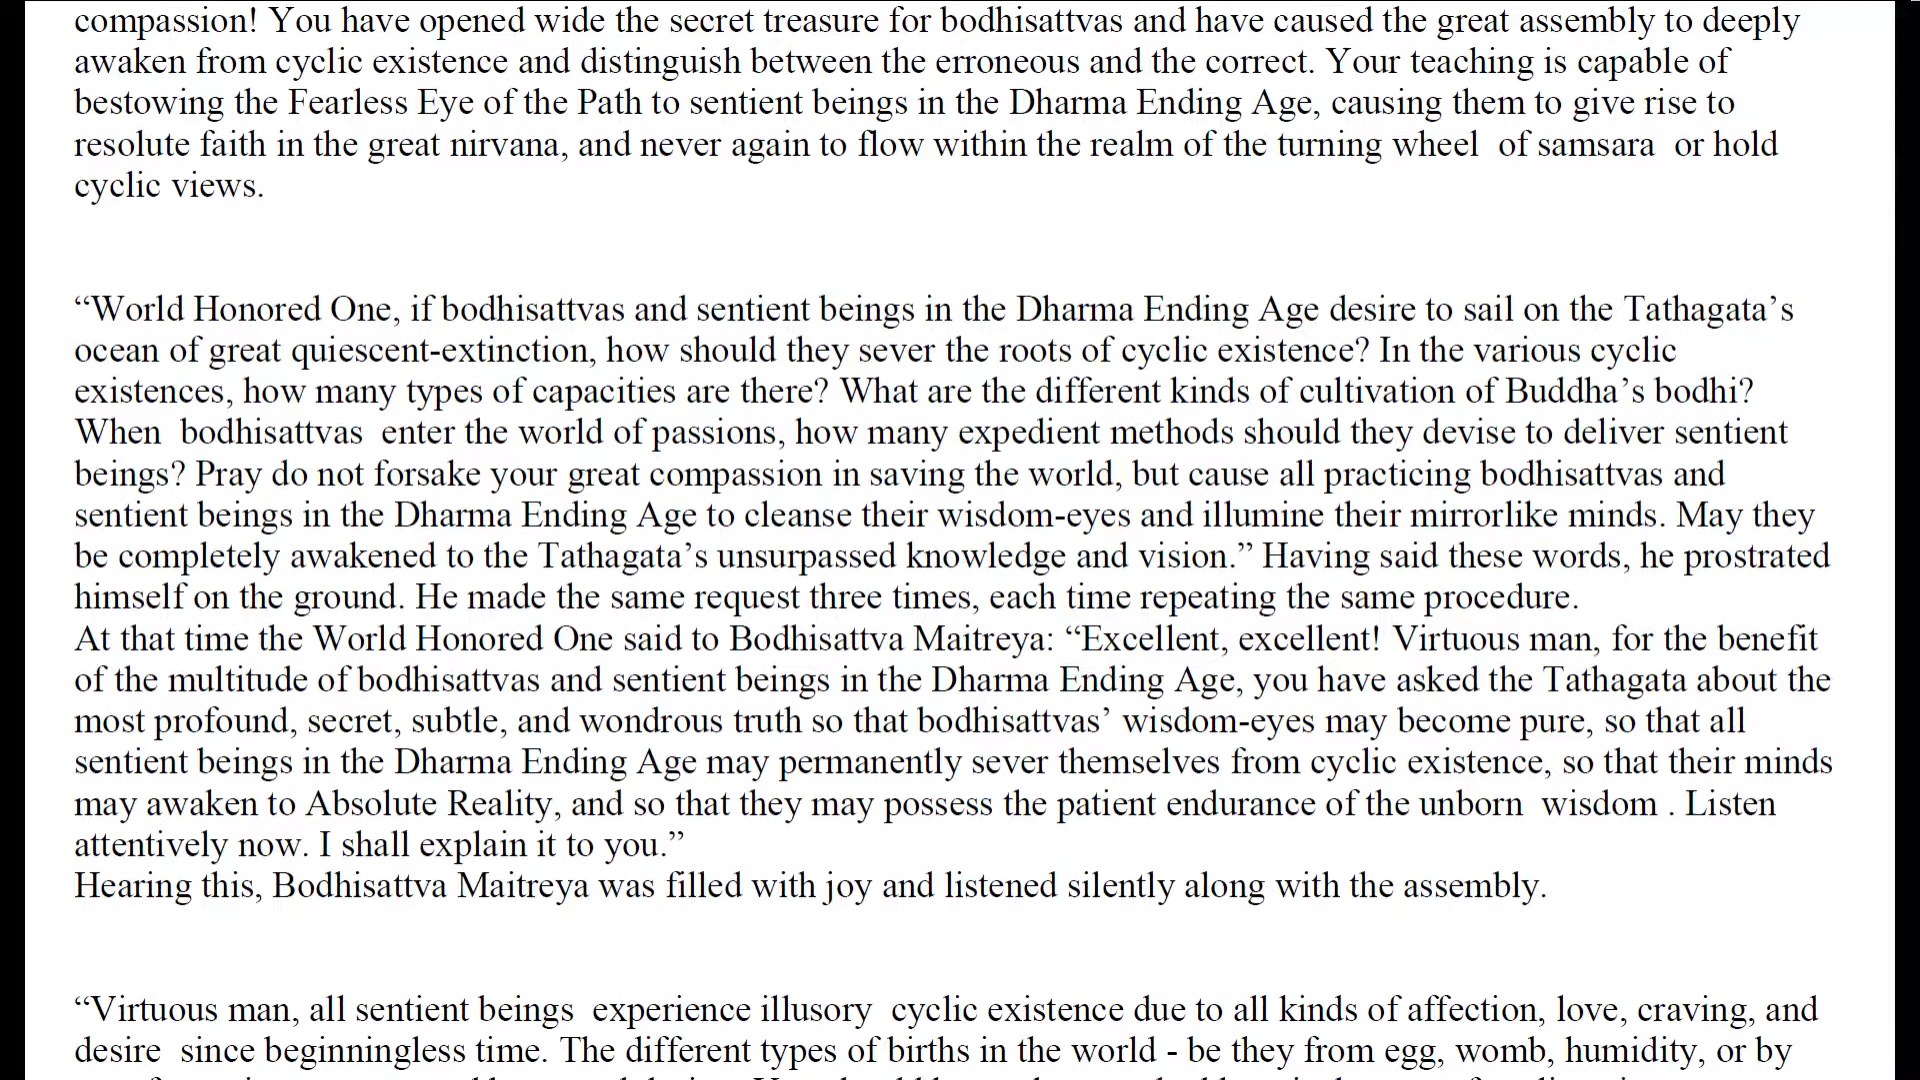 compassion! You have opened wide the secret treasure for bodhisattvas and have caused the great assembly to deeply
awaken from cyclic existence and distinguish between the erroneous and the correct. Your teaching is capable of
bestowing the Fearless Eye of the Path to sentient beings in the Dharma Ending Age, causing them to give rise to
resolute faith in the great nirvana, and never again to flow within the realm of the turning wheel  of samsara  or hold
cyclic views.
“World Honored One, if bodhisattvas and sentient beings in the Dharma Ending Age desire to sail on the Tathagata’s
ocean of great quiescent-extinction, how should they sever the roots of cyclic existence? In the various cyclic
existences, how many types of capacities are there? What are the different kinds of cultivation of Buddha’s bodhi?
When  bodhisattvas  enter the world of passions, how many expedient methods should they devise to deliver sentient
beings? Pray do not forsake your great compassion in saving the world, but cause all practicing bodhisattvas and
sentient beings in the Dharma Ending Age to cleanse their wisdom-eyes and illumine their mirrorlike minds. May they
be completely awakened to the Tathagata’s unsurpassed knowledge and vision.” Having said these words, he prostrated
himself on the ground. He made the same request three times, each time repeating the same procedure.
At that time the World Honored One said to Bodhisattva Maitreya: “Excellent, excellent! Virtuous man, for the benefit
of the multitude of bodhisattvas and sentient beings in the Dharma Ending Age, you have asked the Tathagata about the
most profound, secret, subtle, and wondrous truth so that bodhisattvas’ wisdom-eyes may become pure, so that all
sentient beings in the Dharma Ending Age may permanently sever themselves from cyclic existence, so that their minds
may awaken to Absolute Reality, and so that they may possess the patient endurance of the unborn  wisdom . Listen
attentively now. I shall explain it to you.”
Hearing this, Bodhisattva Maitreya was filled with joy and listened silently along with the assembly.
“Virtuous man, all sentient beings  experience illusory  cyclic existence due to all kinds of affection, love, craving, and
desire  since beginningless time. The different types of births in the world - be they from egg, womb, humidity, or by